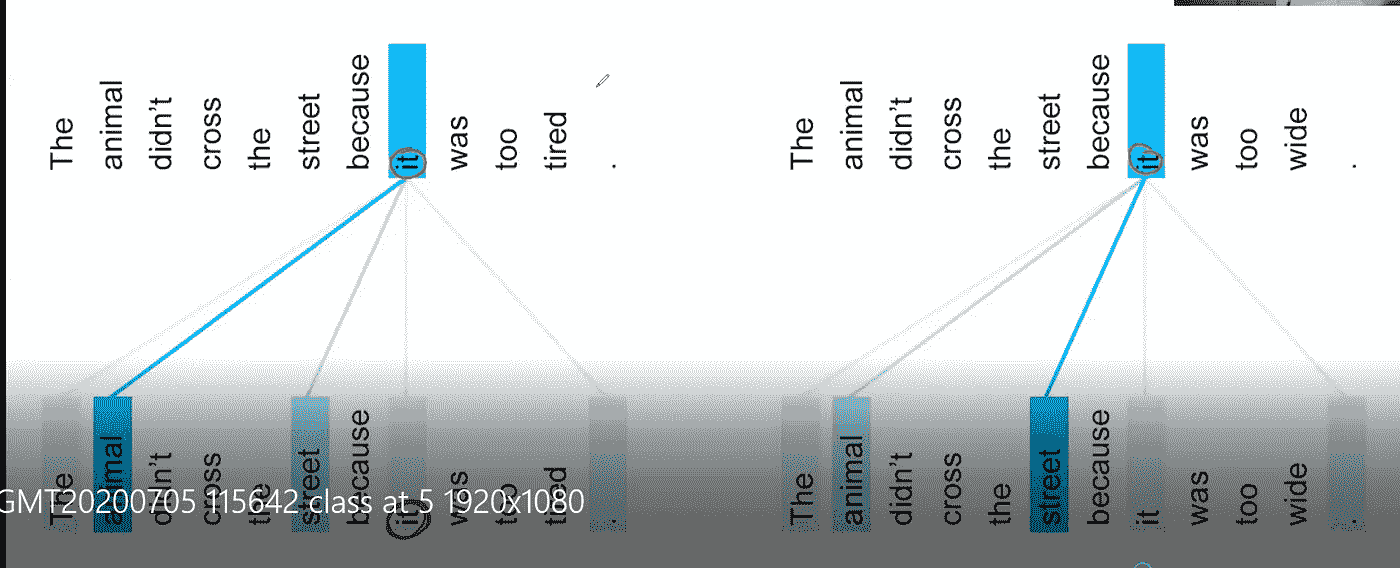 The animal didn't cross the street because it was too tired .
The animal didn't cross the street because it was too wide .
The animal didn't cross the street because it was too tired .
The animal didn't cross the street because it was too wide .
GMT20200705 115642 class at 5 1920x1080